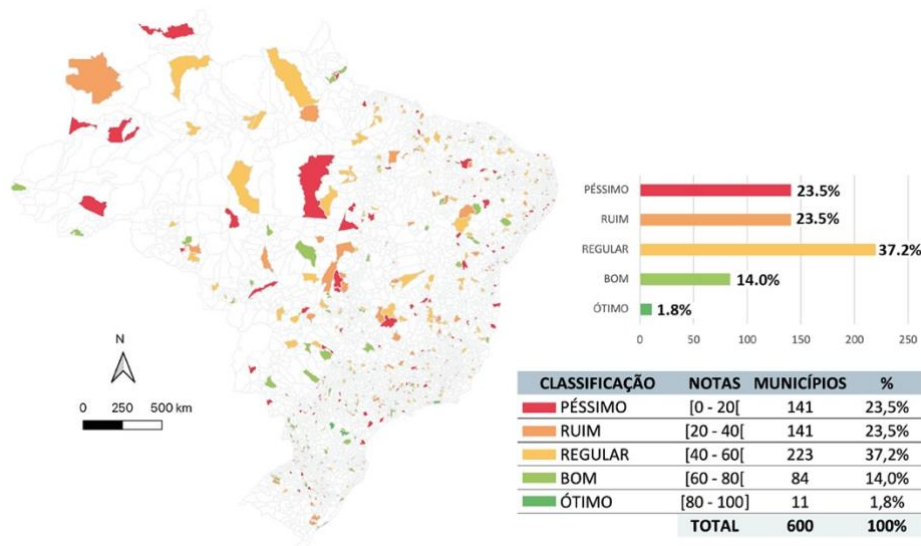 PÉSSIMO 23.5%
RUIM 23.5%
REGULAR 37.2%
BOM 14.0%
ÓTIMO 1.8%
0 50 100 150 200 250
N
0 250 500 km
CLASSIFICAÇÃO NOTAS MUNICÍPIOS %
PÉSSIMO [0 - 20[ 141 23,5%
RUIM [20 - 40[ 141 23,5%
REGULAR [40 - 60[ 223 37,2%
BOM [60 - 80[ 84 14,0%
ÓTIMO [80 - 100] 11 1,8%
TOTAL 600 100%